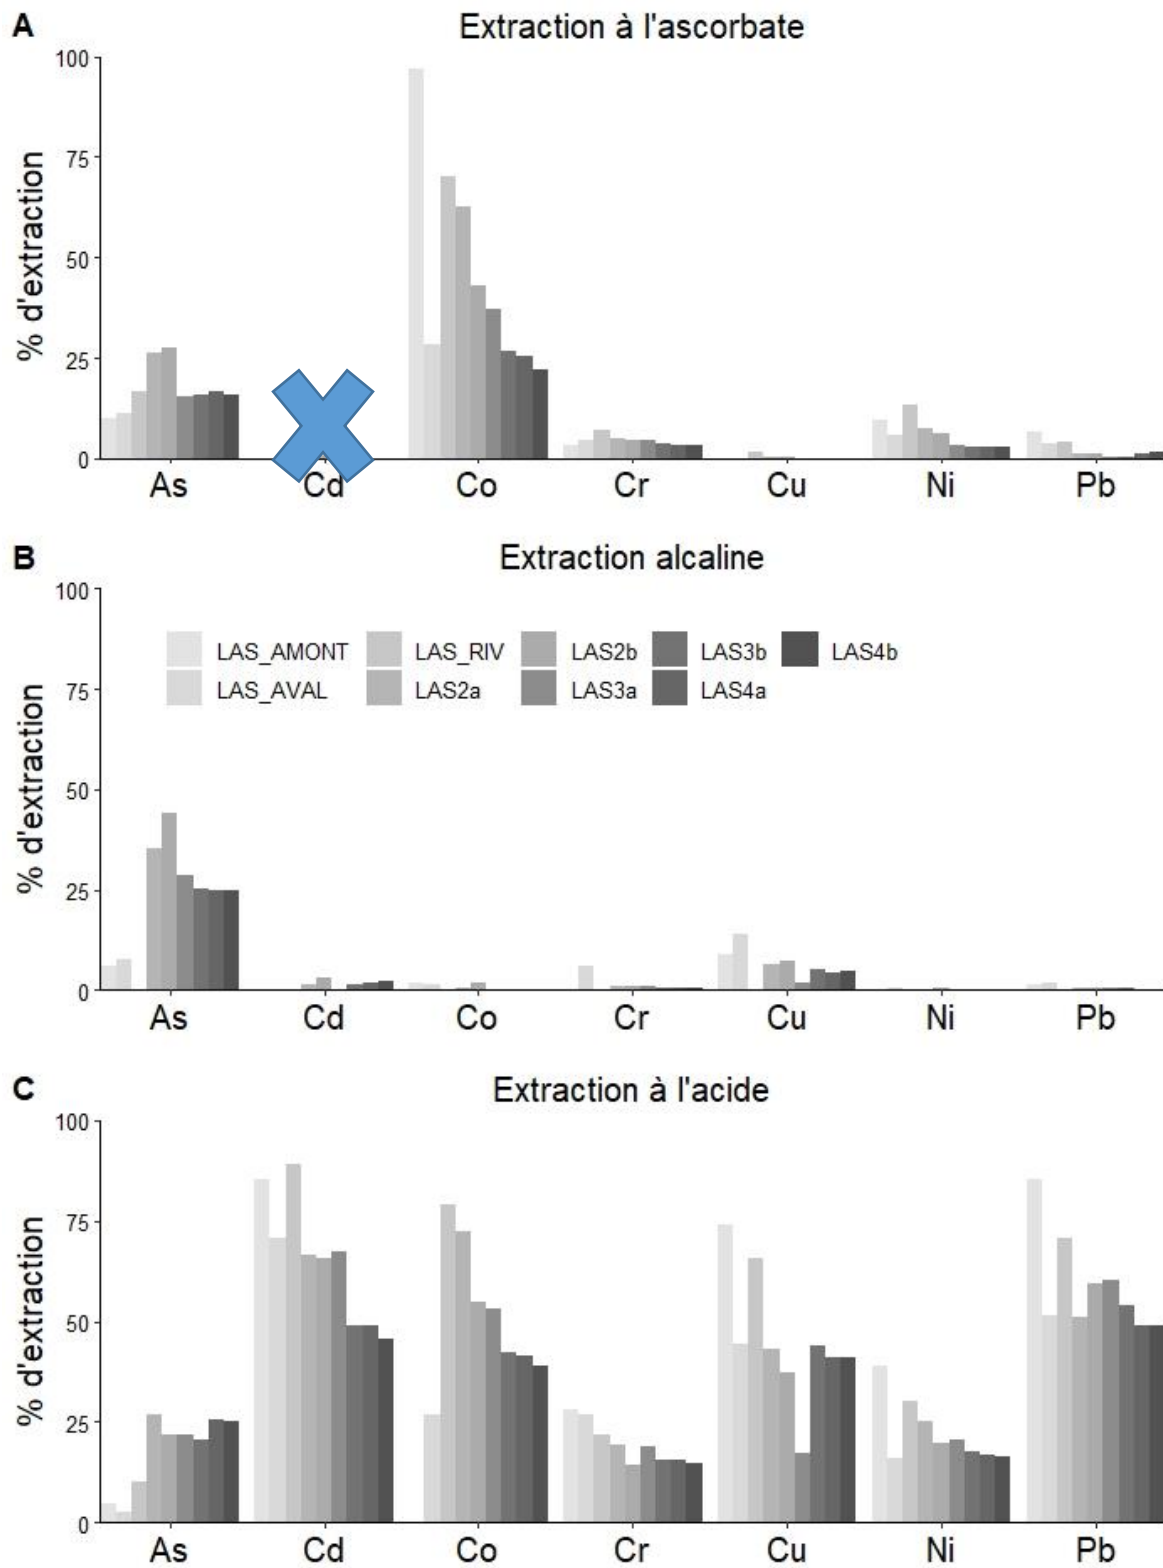 A Extraction à l'ascorbate
% d'extraction
100
75
50
25
0
As Cd Co Cr Cu Ni Pb
B Extraction alcaline
% d'extraction
100
75
50
25
0
LAS_AMONT LAS_RIV LAS2b LAS3b LAS4b
LAS_AVAL LAS2a LAS3a LAS4a
As Cd Co Cr Cu Ni Pb
C Extraction à l'acide
% d'extraction
100
75
50
25
0
As Cd Co Cr Cu Ni Pb